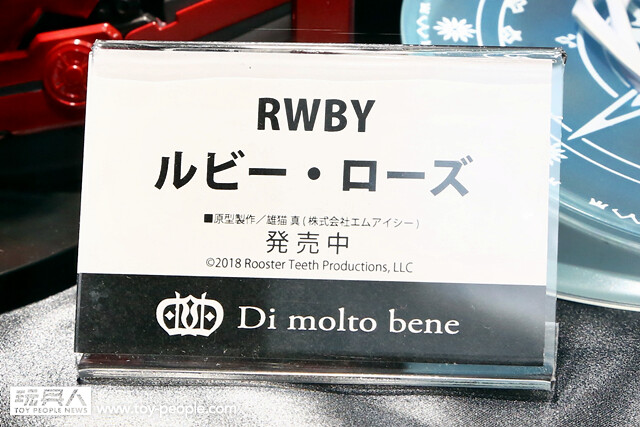 RWBY
ルビー・ローズ
■原型製作／雄猫 真 ( 株式会社エムアイシー )
発売中
©2018 Rooster Teeth Productions, LLC
Di molto bene
玩具人
TOY PEOPLE NEWS
www.toy-people.com